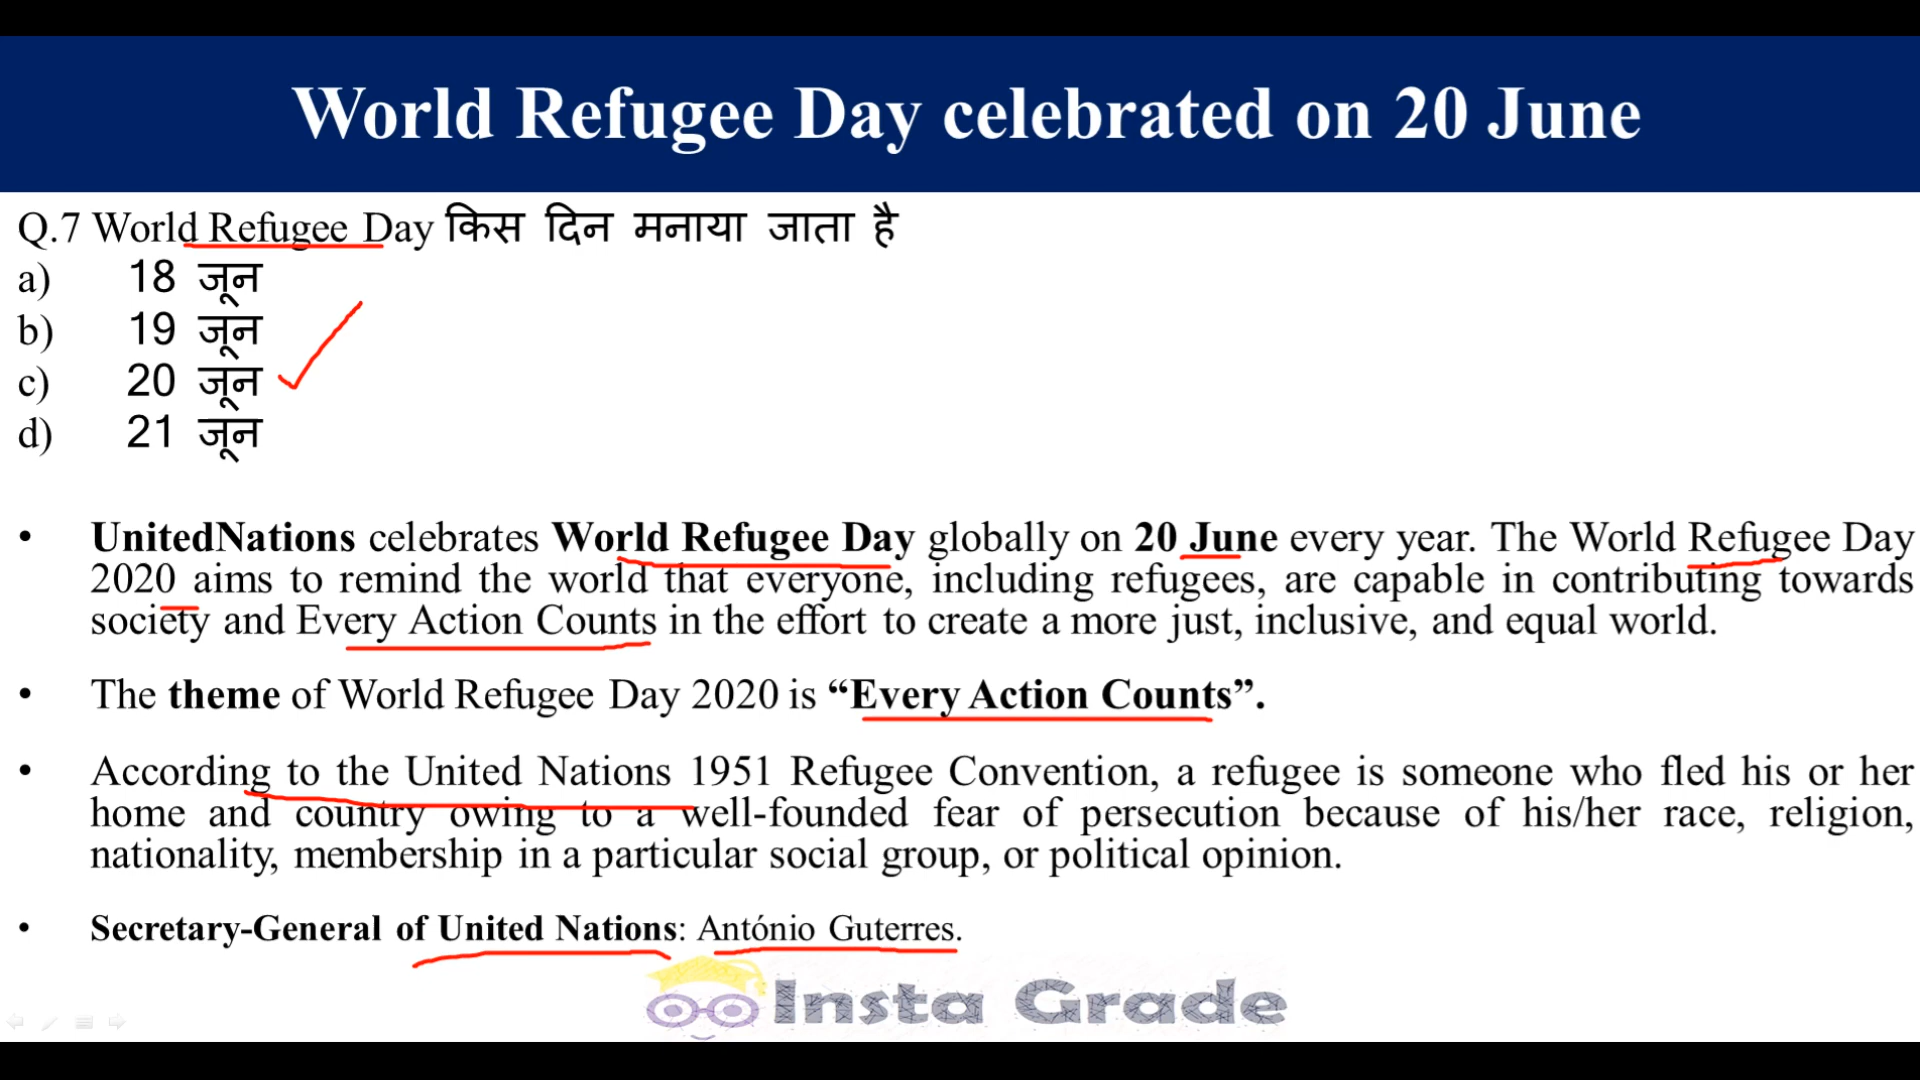 World Refugee Day celebrated on 20 June
Q.7 World Refugee Day किस दिन मनाया जाता है
a) 18 जून
b) 19 जून
c) 20 जून
d) 21 जून
• UnitedNations celebrates World Refugee Day globally on 20 June every year. The World Refugee Day
2020 aims to remind the world that everyone, including refugees, are capable in contributing towards
society and Every Action Counts in the effort to create a more just, inclusive, and equal world.
• The theme of World Refugee Day 2020 is “Every Action Counts”.
• According to the United Nations 1951 Refugee Convention, a refugee is someone who fled his or her
home and country owing to a well-founded fear of persecution because of his/her race, religion,
nationality, membership in a particular social group, or political opinion.
• Secretary-General of United Nations: António Guterres.
Insta Grade